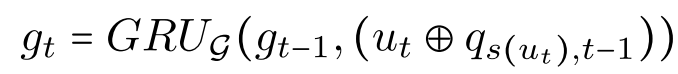 g_t = GRU_𝒢(g_{t−1}, (u_t ⊕ q_{s(u_t),t−1}))